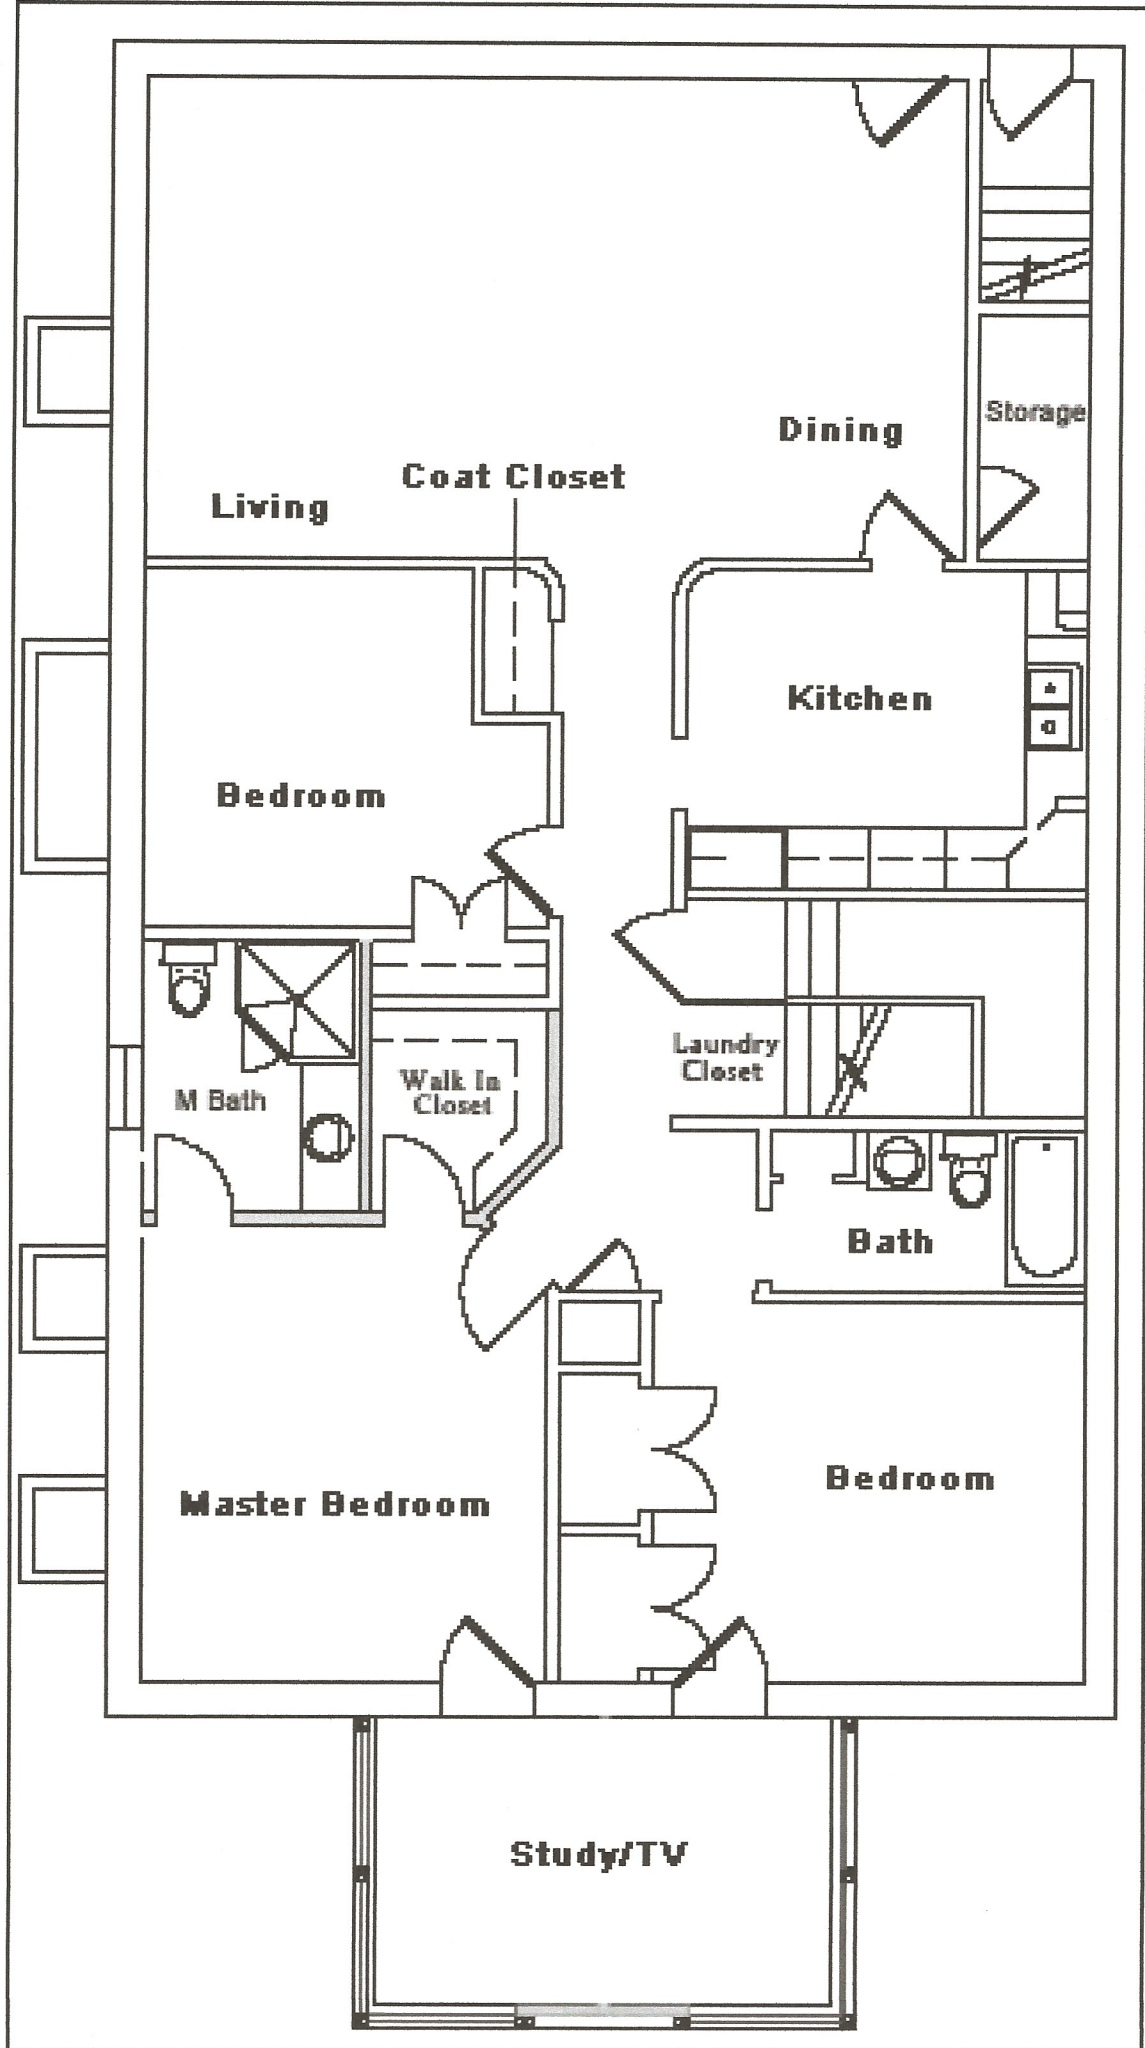 Storage
Dining
Coat Closet
Living
Kitchen
Bedroom
Laundry
Closet
Walk In
Closet
M Bath
Bath
Bedroom
Master Bedroom
Study/TV